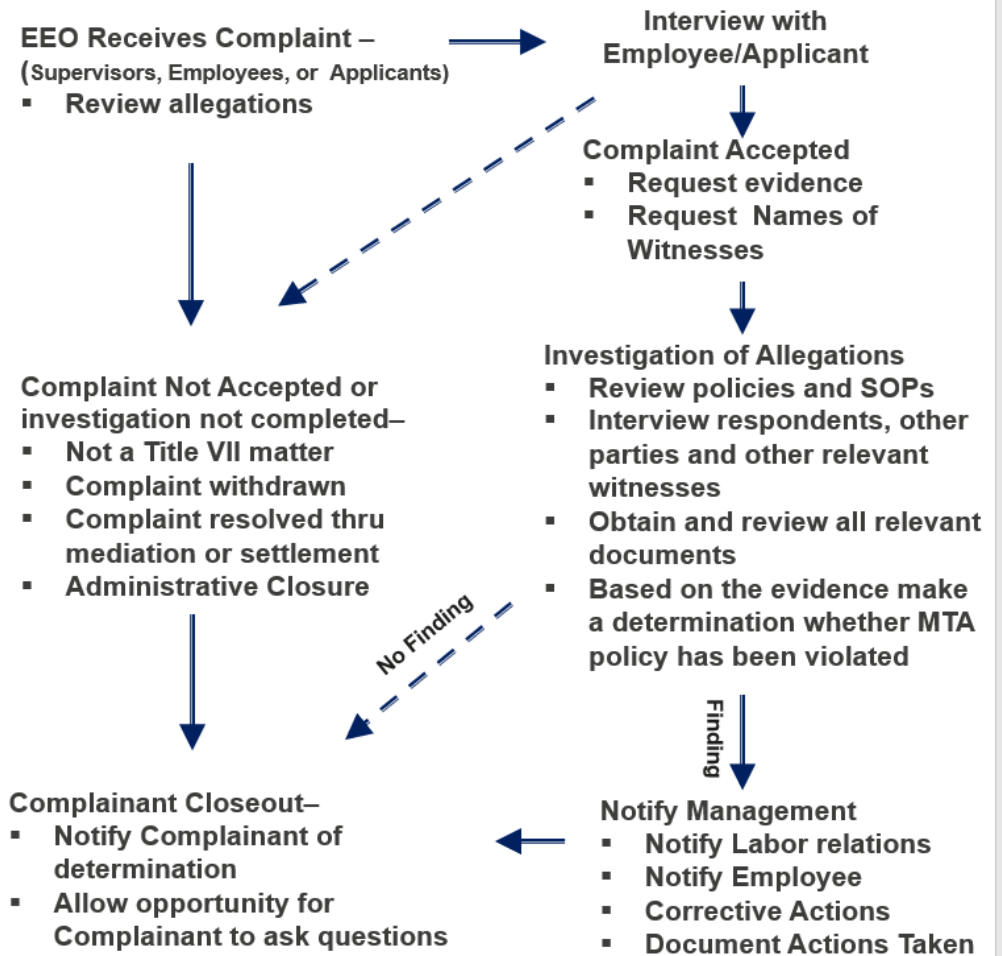 EEO Receives Complaint –
(Supervisors, Employees, or Applicants)
▪ Review allegations
Interview with
Employee/Applicant
Complaint Accepted
▪ Request evidence
▪ Request Names of
Witnesses
Investigation of Allegations
▪ Review policies and SOPs
▪ Interview respondents, other
parties and other relevant
witnesses
▪ Obtain and review all relevant
documents
▪ Based on the evidence make
a determination whether MTA
policy has been violated
Complaint Not Accepted or
investigation not completed–
▪ Not a Title VII matter
▪ Complaint withdrawn
▪ Complaint resolved thru
mediation or settlement
▪ Administrative Closure
No Finding
Finding
Complainant Closeout–
▪ Notify Complainant of
determination
▪ Allow opportunity for
Complainant to ask questions
Notify Management
▪ Notify Labor relations
▪ Notify Employee
▪ Corrective Actions
▪ Document Actions Taken